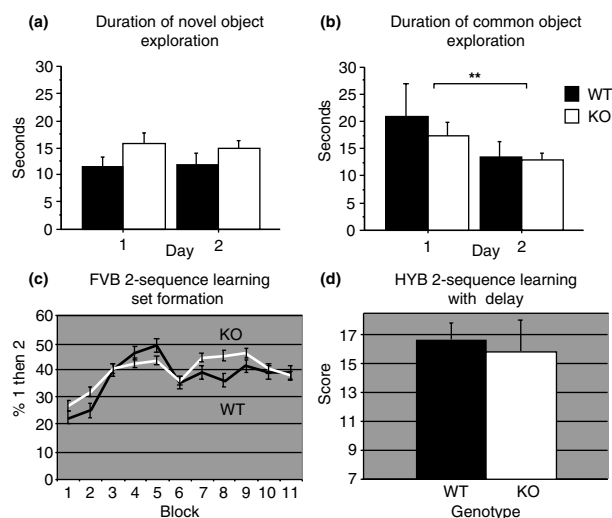 (a) Duration of novel object
exploration
30
25
20
15
10
5
0
Seconds
1 2
Day
(b) Duration of common object
exploration
30
25
20
15
10
5
0
Seconds
**
1 2
Day
WT
KO
(c) FVB 2-sequence learning
set formation
60
50
40
30
20
10
0
% 1 then 2
KO
WT
1 2 3 4 5 6 7 8 9 10 11
Block
(d) HYB 2-sequence learning
with delay
17
15
13
11
9
7
Score
WT KO
Genotype